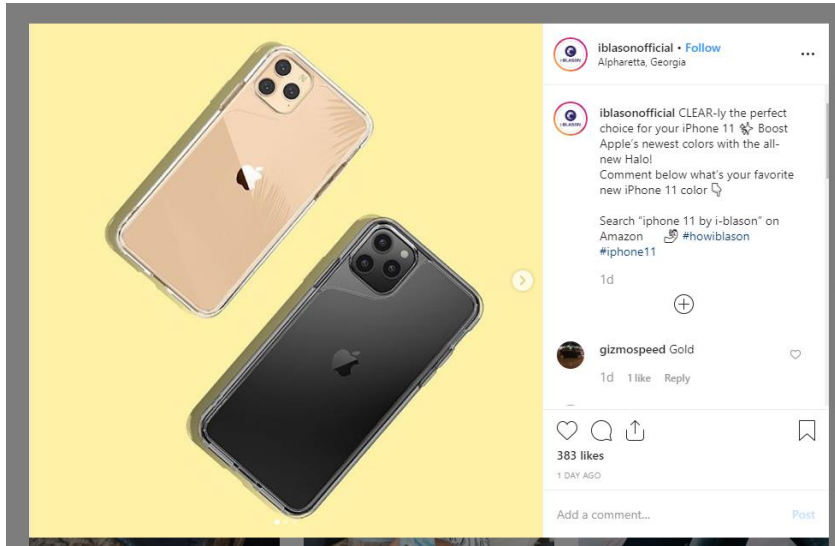 iblasonofficial • Follow
Alpharetta, Georgia
iblasonofficial CLEAR-ly the perfect
choice for your iPhone 11 ✨ Boost
Apple's newest colors with the all-
new Halo!
Comment below what's your favorite
new iPhone 11 color 👇
Search "iphone 11 by i-blason" on
Amazon 🤳 #howiblason
#iphone11
1d
gizmospeed Gold
1d 1 like Reply
383 likes
1 DAY AGO
Add a comment... Post